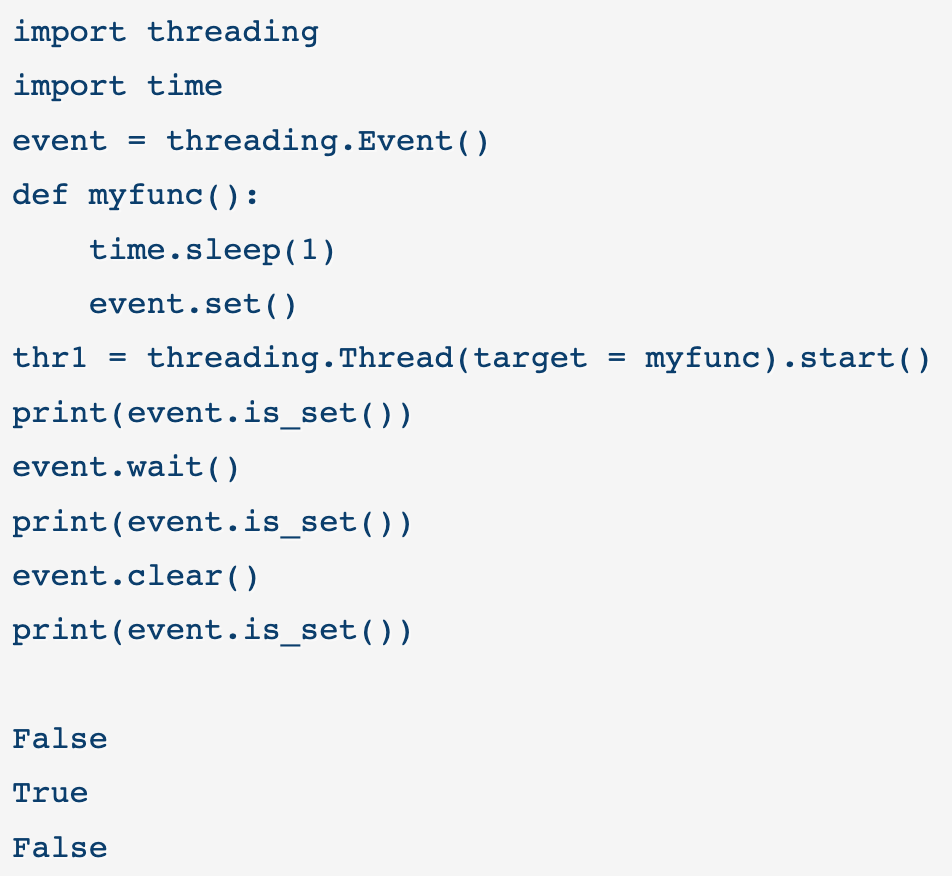 import threading
import time
event = threading.Event()
def myfunc():
    time.sleep(1)
    event.set()
thr1 = threading.Thread(target = myfunc).start()
print(event.is_set())
event.wait()
print(event.is_set())
event.clear()
print(event.is_set())

False
True
False